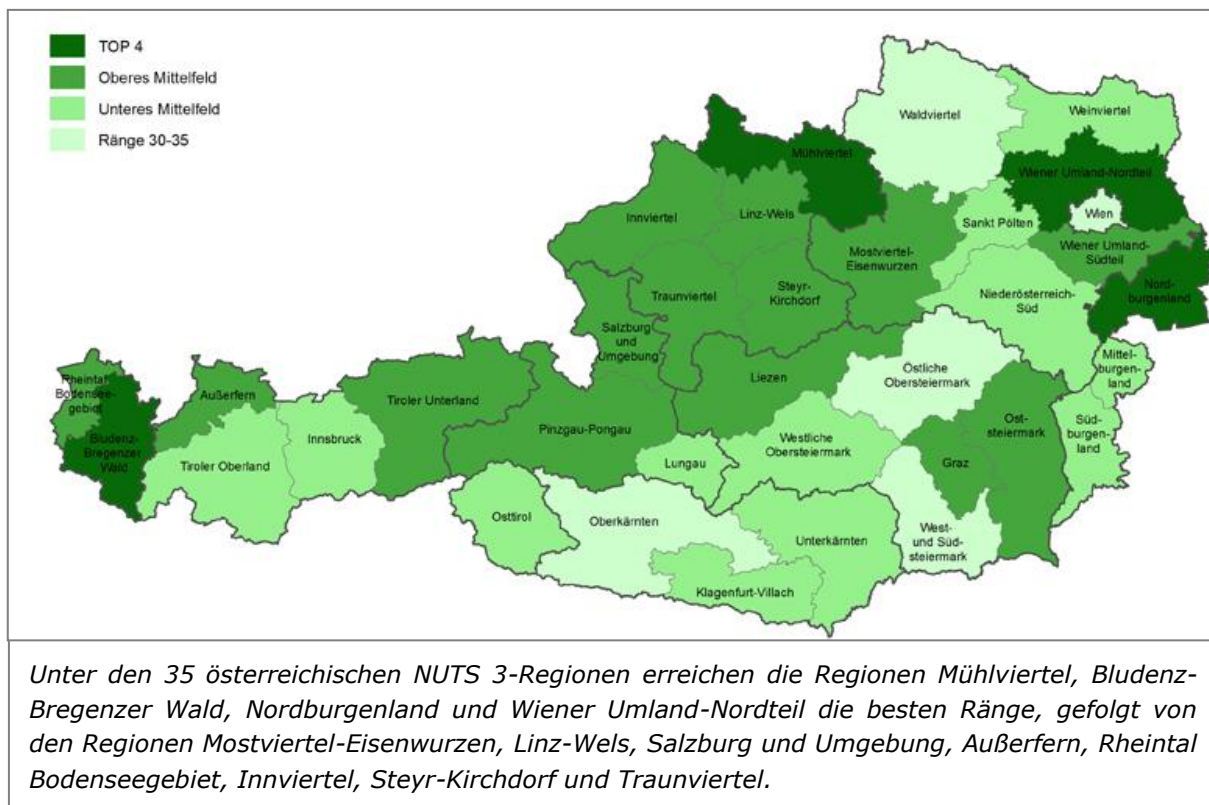 TOP 4
Oberes Mittelfeld
Unteres Mittelfeld
Ränge 30-35
Waldviertel
Weinviertel
Mühlviertel
Wiener Umland-Nordteil
Wien
Innviertel
Linz-Wels
Sankt Pölten
Mostviertel-
Eisenwurzen
Wiener Umland-
Südteil
Nord-
burgenland
Traunviertel
Steyr-
Kirchdorf
Niederösterreich-
Süd
Salzburg
und
Umgebung
Liezen
Östliche
Obersteiermark
Mittel-
burgen-
land
Rheintal-
Bodensee-
gebiet
Außerfern
Tiroler Unterland
Bludenz-
Bregenzer
Wald
Innsbruck
Pinzgau-Pongau
Ost-
steiermark
Süd-
burgen-
land
Tiroler Oberland
Lungau
Westliche
Obersteiermark
Graz
Osttirol
Oberkärnten
Unterkärnten
West-
und Süd-
steiermark
Klagenfurt-Villach
Unter den 35 österreichischen NUTS 3-Regionen erreichen die Regionen Mühlviertel, Bludenz-
Bregenzer Wald, Nordburgenland und Wiener Umland-Nordteil die besten Ränge, gefolgt von
den Regionen Mostviertel-Eisenwurzen, Linz-Wels, Salzburg und Umgebung, Außerfern, Rheintal
Bodenseegebiet, Innviertel, Steyr-Kirchdorf und Traunviertel.